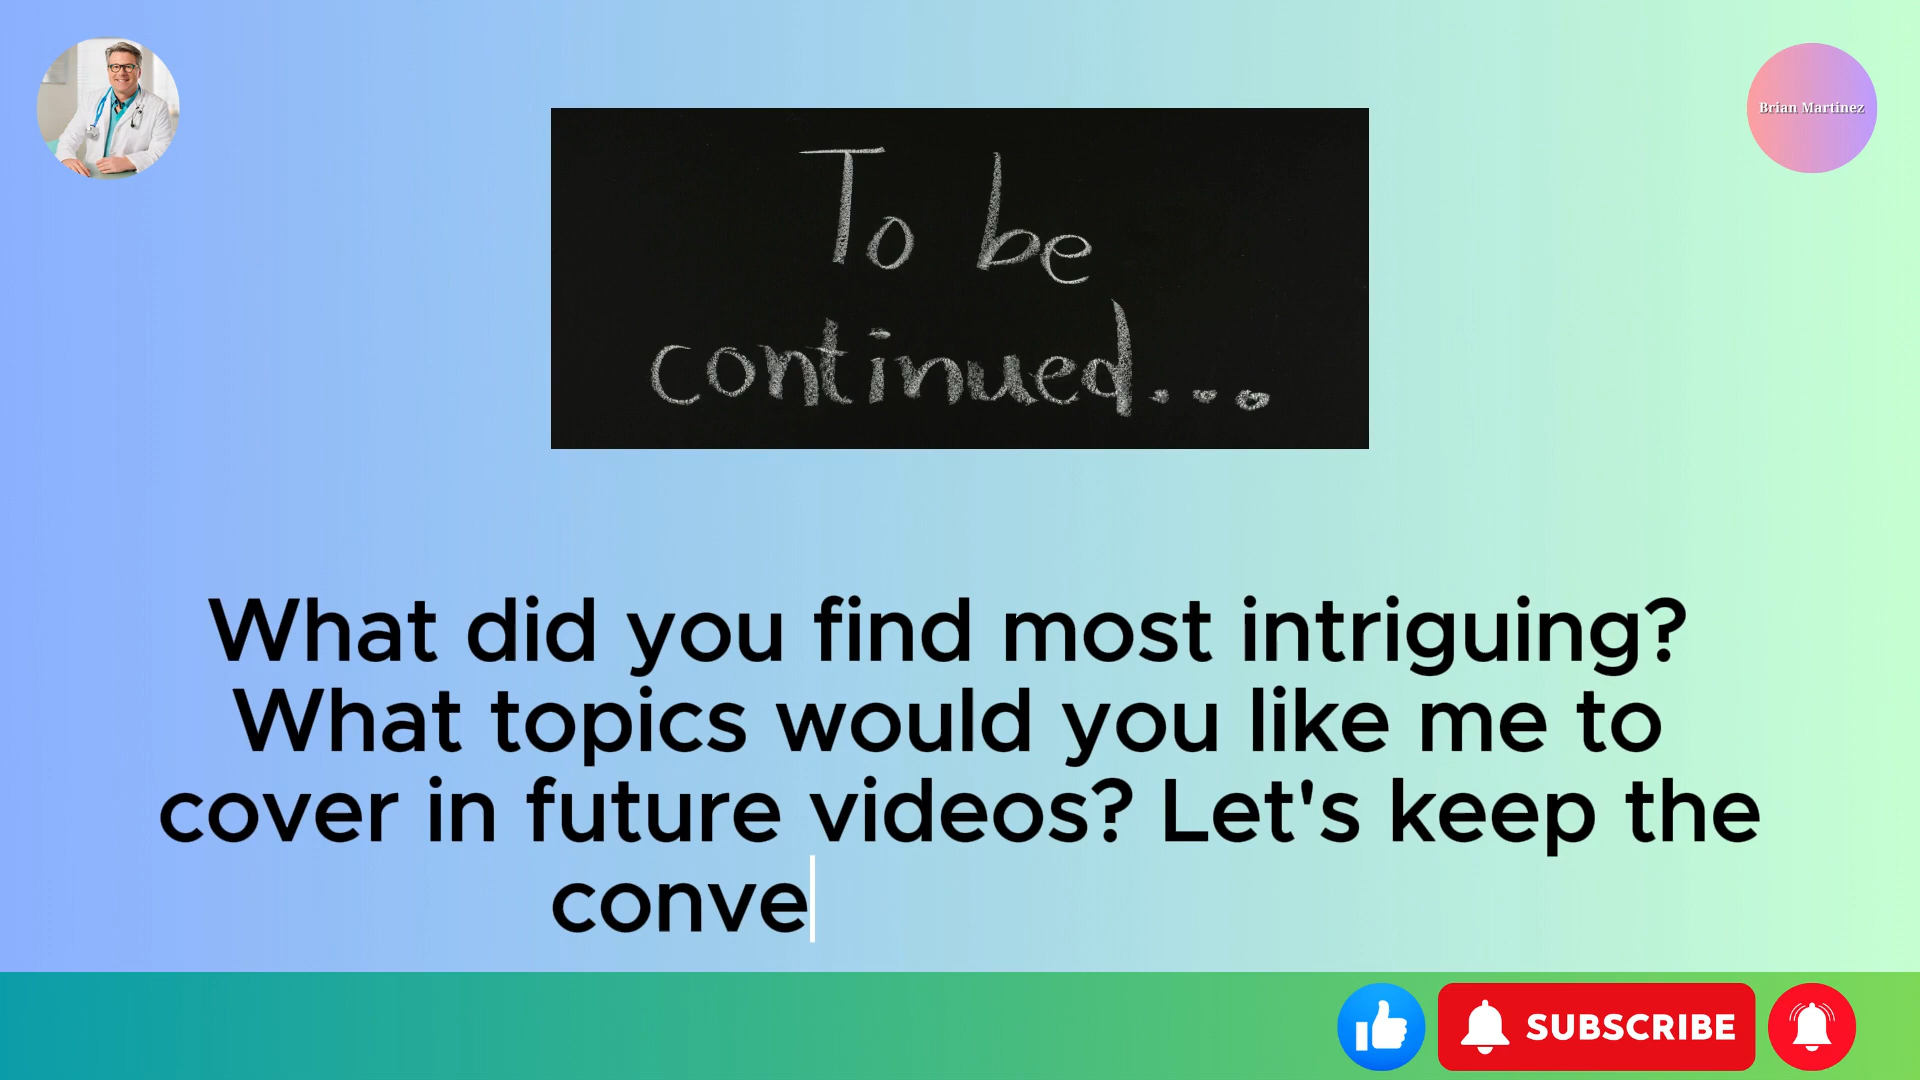 Brian Martinez
To be
continued...
What did you find most intriguing?
What topics would you like me to
cover in future videos? Let's keep the
conve
SUBSCRIBE